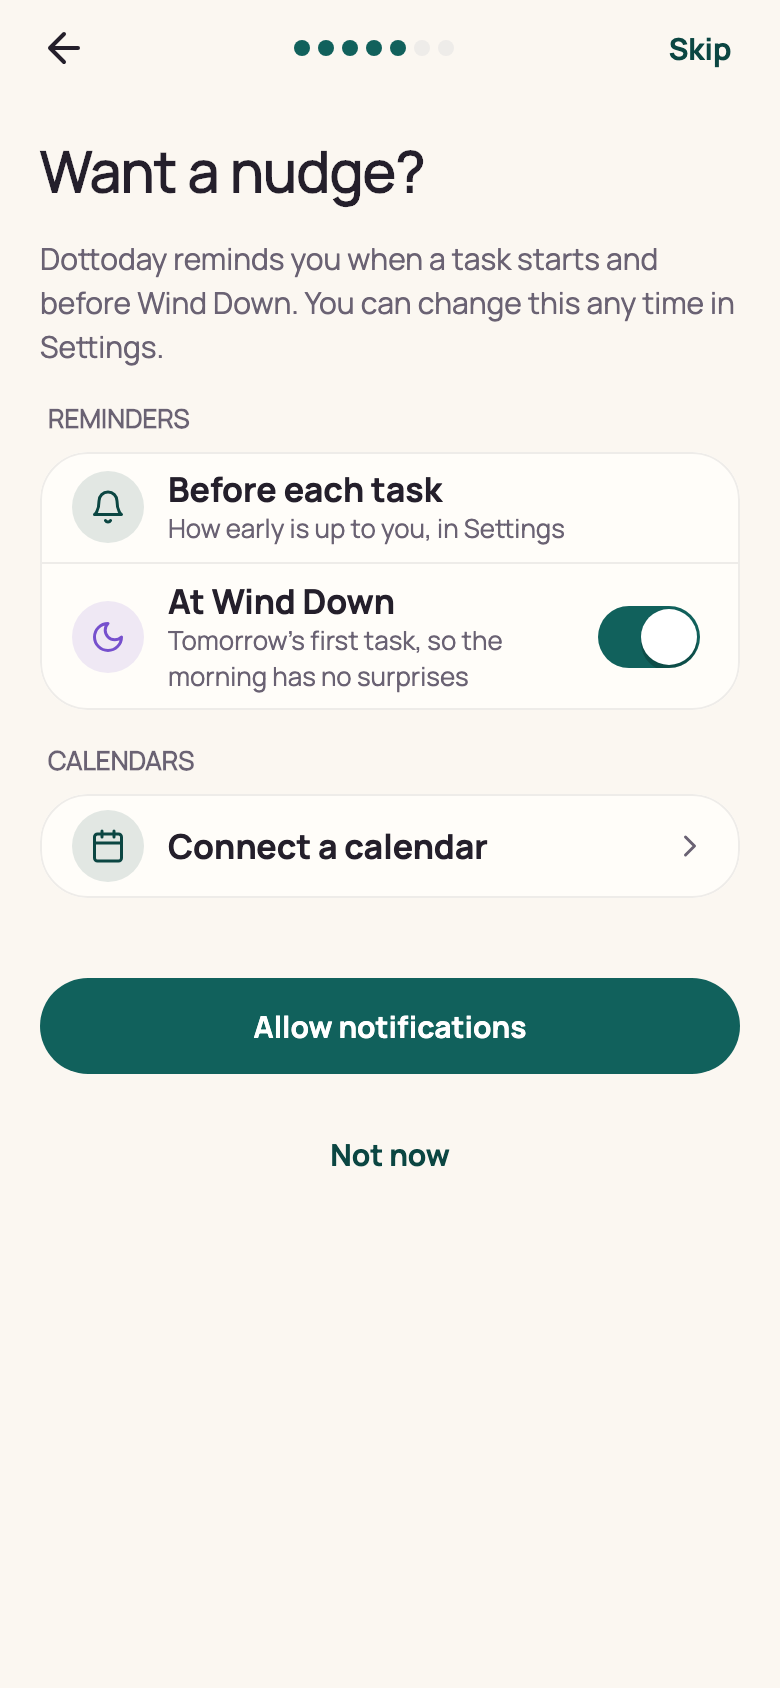 Skip
Want a nudge?
Dottoday reminds you when a task starts and
before Wind Down. You can change this any time in
Settings.
REMINDERS
Before each task
How early is up to you, in Settings
At Wind Down
Tomorrow’s first task, so the
morning has no surprises
CALENDARS
Connect a calendar
Allow notifications
Not now